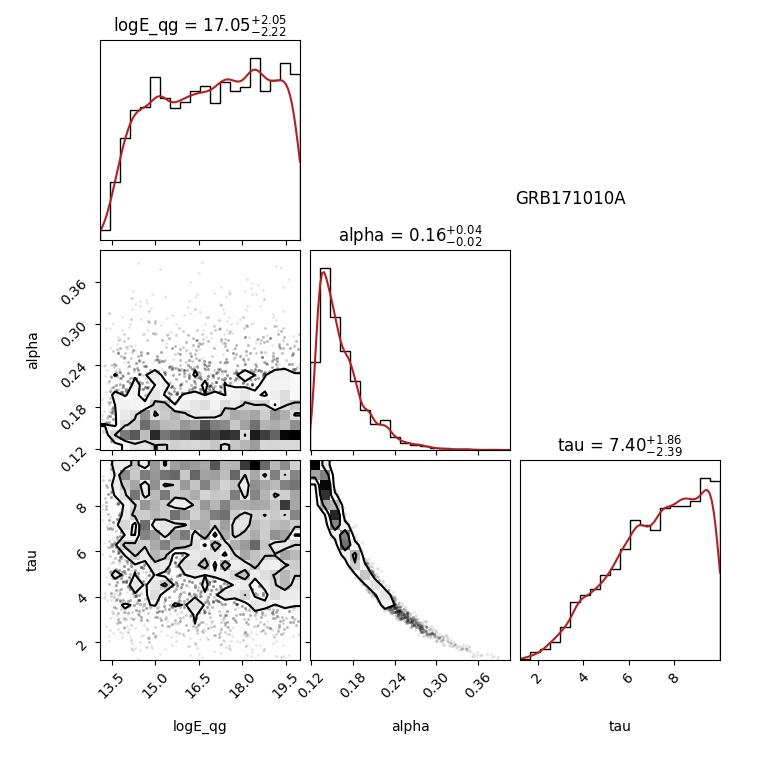 logE_qg = 17.05+2.05−2.22
GRB171010A
alpha = 0.16+0.04−0.02
alpha
0.36
0.30
0.24
0.18
0.12
tau = 7.40+1.86−2.39
tau
8
6
4
2
13.5 15.0 16.5 18.0 19.5
0.12 0.18 0.24 0.30 0.36
2 4 6 8
logE_qg alpha tau